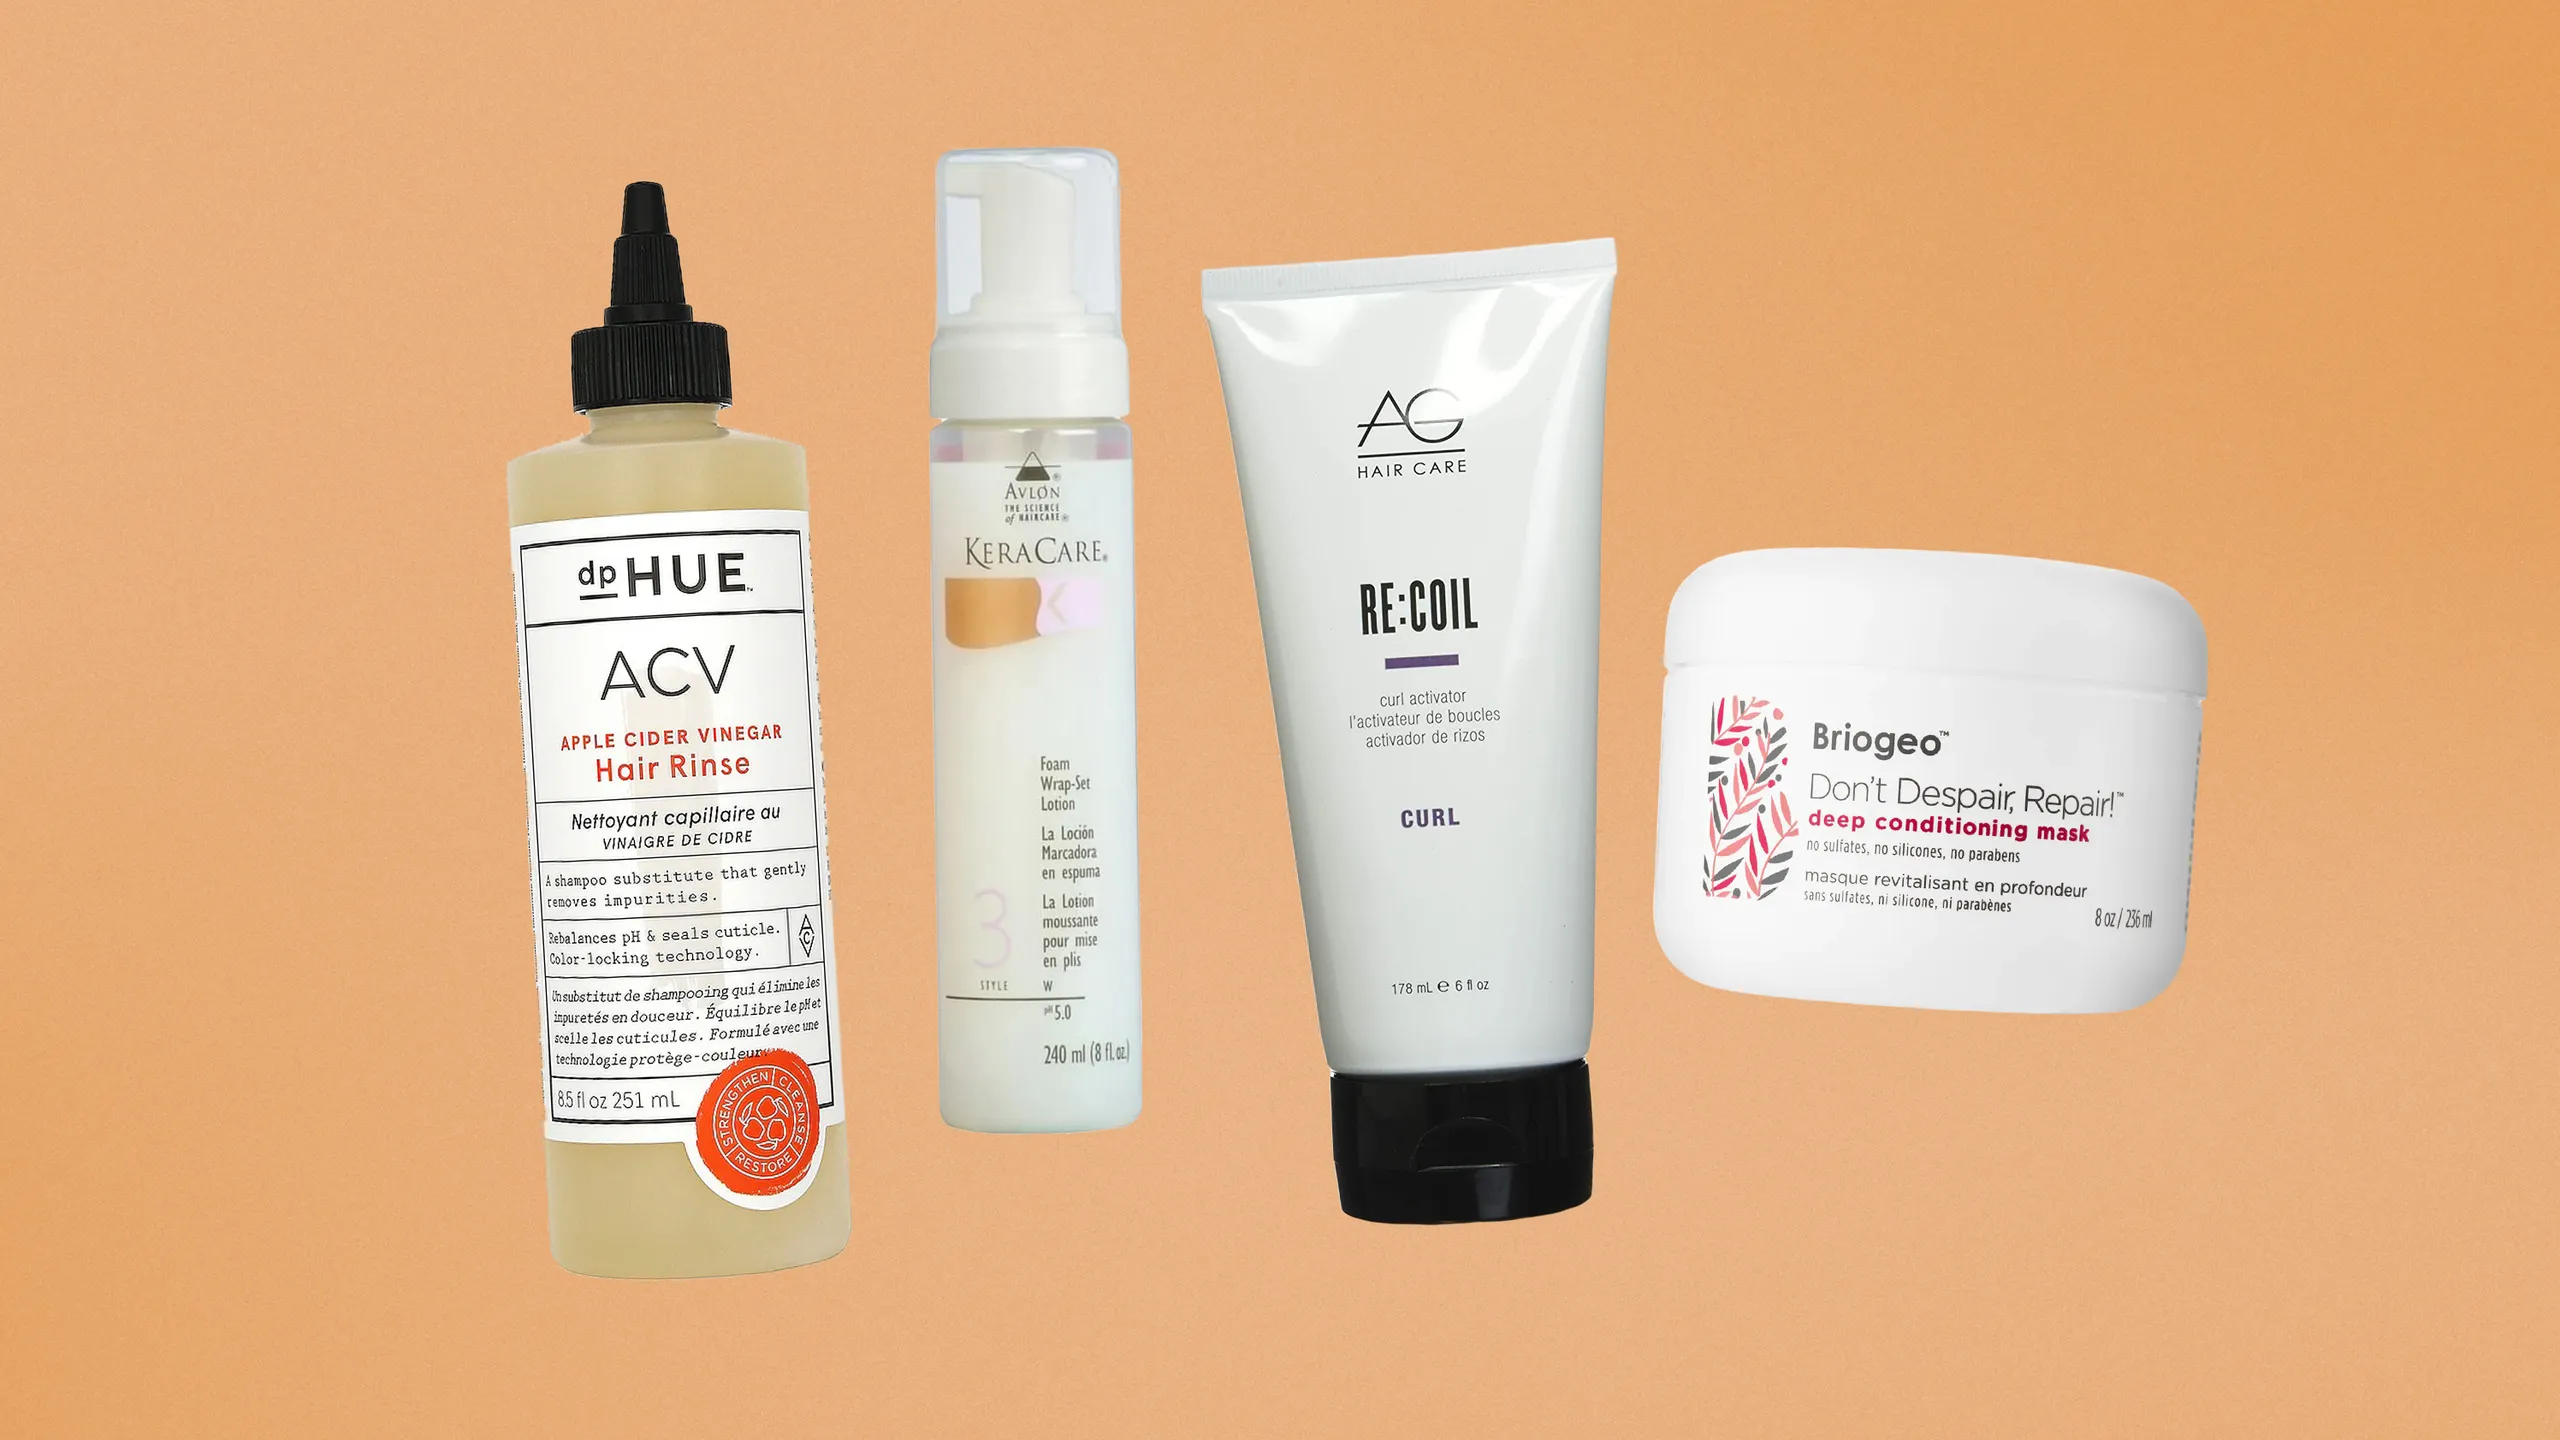 dpHUE™
ACV
APPLE CIDER VINEGAR
Hair Rinse
Nettoyant capillaire au
VINAIGRE DE CIDRE
A shampoo substitute that gently
removes impurities.
Rebalances pH & seals cuticle.
Color-locking technology.
ACV
Un substitut de shampooing qui élimine les
impuretés en douceur. Équilibre le pH et
scelle les cuticules. Formulé avec une
technologie protège-couleur.
8.5 fl oz 251 mL
STRENGTHEN | CLEANSE
RESTORE
AVLON®
THE SCIENCE
of HAIRCARE®
KERACARE®
Foam
Wrap-Set
Lotion
La Loción
Marcadora
en espuma
La Lotion
moussante
pour mise
en plis
3
STYLE W
pH 5.0
240 ml (8 fl. oz.)
AG
HAIR CARE
RE:COIL
curl activator
l'activateur de boucles
activador de rizos
CURL
178 mL e 6 fl oz
Briogeo™
Don't Despair, Repair!™
deep conditioning mask
no sulfates, no silicones, no parabens
masque revitalisant en profondeur
sans sulfates, ni silicone, ni parabènes
8 oz / 236 ml